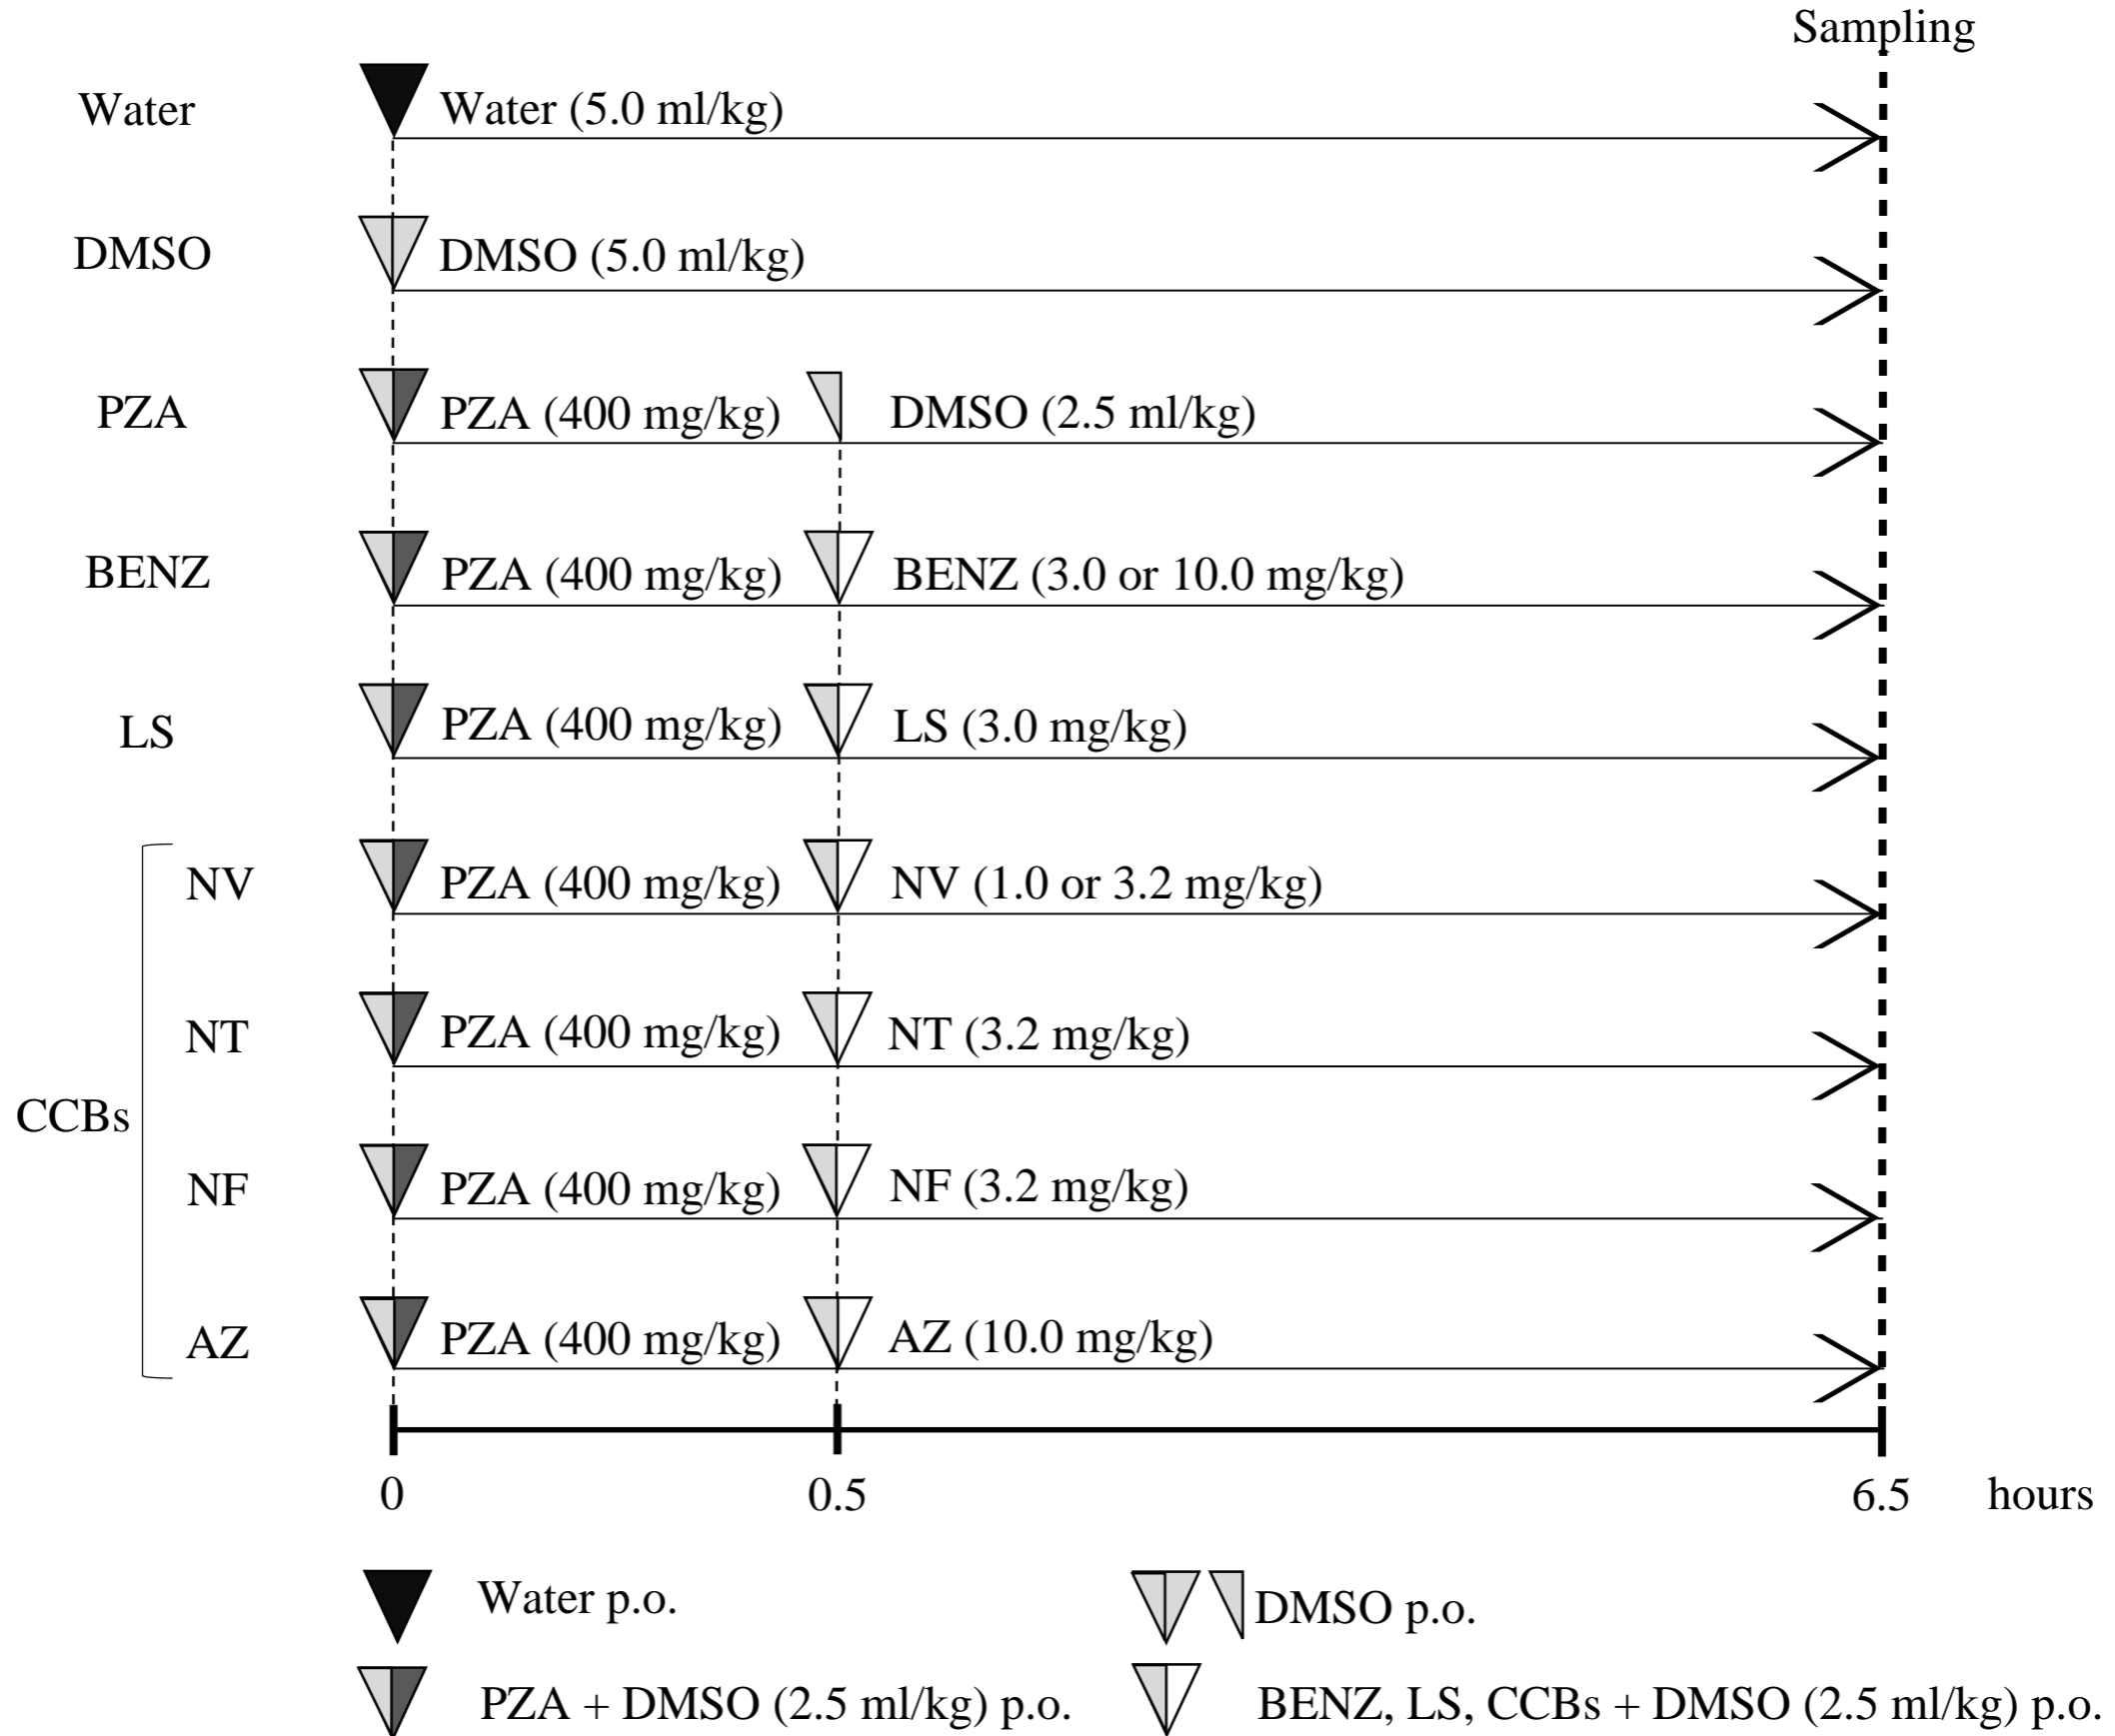 Sampling
Water Water (5.0 ml/kg)
DMSO DMSO (5.0 ml/kg)
PZA PZA (400 mg/kg) DMSO (2.5 ml/kg)
BENZ PZA (400 mg/kg) BENZ (3.0 or 10.0 mg/kg)
LS PZA (400 mg/kg) LS (3.0 mg/kg)
NV PZA (400 mg/kg) NV (1.0 or 3.2 mg/kg)
NT PZA (400 mg/kg) NT (3.2 mg/kg)
CCBs
NF PZA (400 mg/kg) NF (3.2 mg/kg)
AZ PZA (400 mg/kg) AZ (10.0 mg/kg)
0 0.5 6.5 hours
Water p.o. DMSO p.o.
PZA + DMSO (2.5 ml/kg) p.o. BENZ, LS, CCBs + DMSO (2.5 ml/kg) p.o.